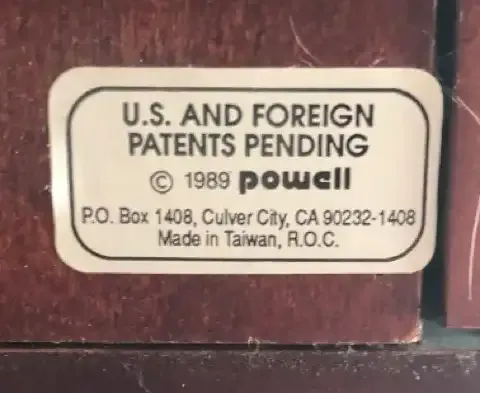 U.S. AND FOREIGN
PATENTS PENDING
© 1989 powell
P.O. Box 1408, Culver City, CA 90232-1408
Made in Taiwan, R.O.C.